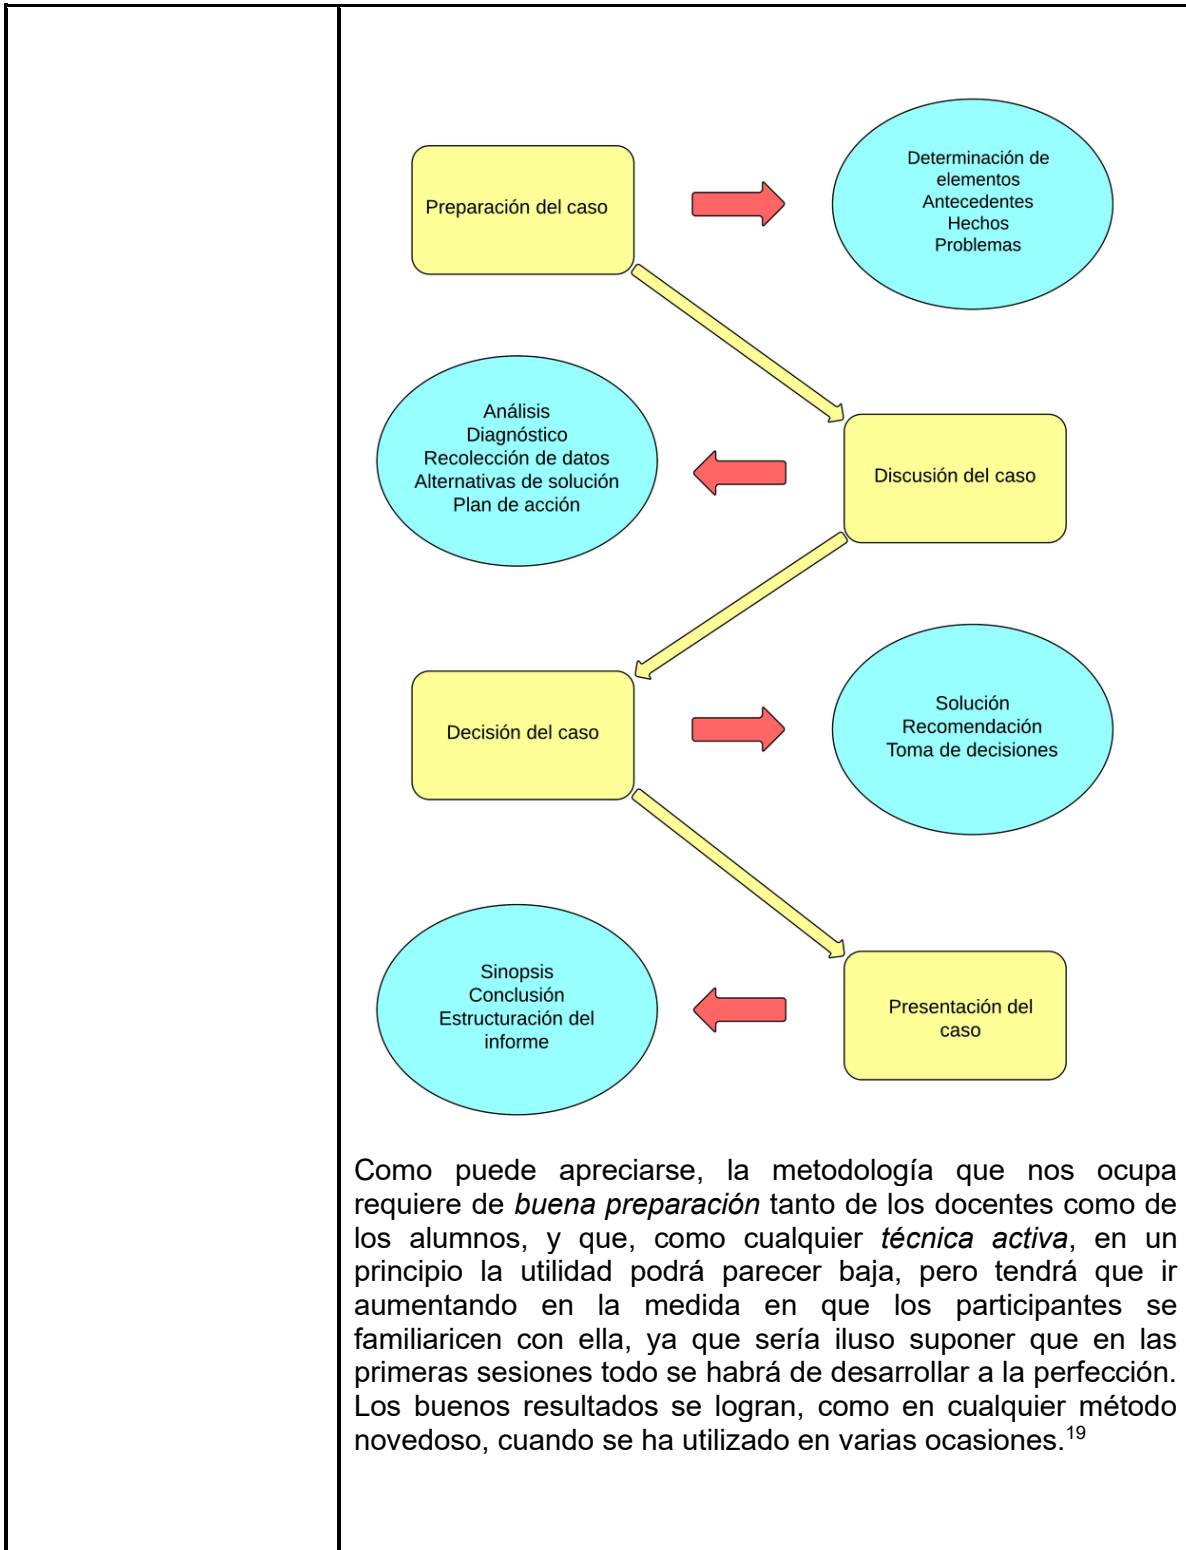 Preparación del caso
Determinación de
elementos
Antecedentes
Hechos
Problemas
Análisis
Diagnóstico
Recolección de datos
Alternativas de solución
Plan de acción
Discusión del caso
Decisión del caso
Solución
Recomendación
Toma de decisiones
Sinopsis
Conclusión
Estructuración del
informe
Presentación del
caso
Como puede apreciarse, la metodología que nos ocupa
requiere de buena preparación tanto de los docentes como de
los alumnos, y que, como cualquier técnica activa, en un
principio la utilidad podrá parecer baja, pero tendrá que ir
aumentando en la medida en que los participantes se
familiaricen con ella, ya que sería iluso suponer que en las
primeras sesiones todo se habrá de desarrollar a la perfección.
Los buenos resultados se logran, como en cualquier método
novedoso, cuando se ha utilizado en varias ocasiones.19